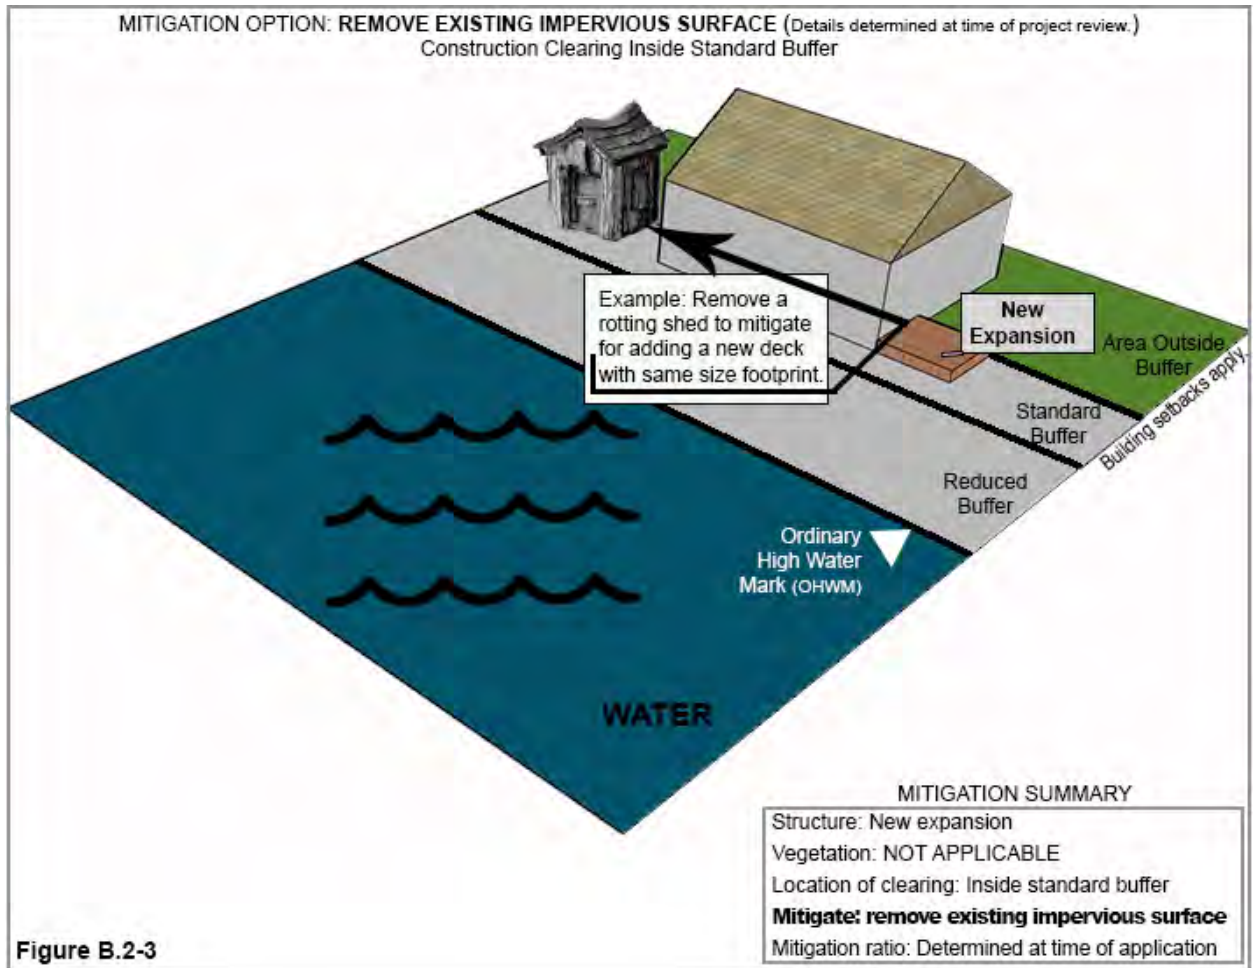 MITIGATION OPTION: REMOVE EXISTING IMPERVIOUS SURFACE (Details determined at time of project review.)
Construction Clearing Inside Standard Buffer
Example: Remove a
rotting shed to mitigate
for adding a new deck
with same size footprint.
New
Expansion
Area Outside
Buffer
Building setbacks apply.
Standard
Buffer
Reduced
Buffer
Ordinary
High Water
Mark (OHWM)
WATER
MITIGATION SUMMARY
Structure: New expansion
Vegetation: NOT APPLICABLE
Location of clearing: Inside standard buffer
Mitigate: remove existing impervious surface
Mitigation ratio: Determined at time of application
Figure B.2-3